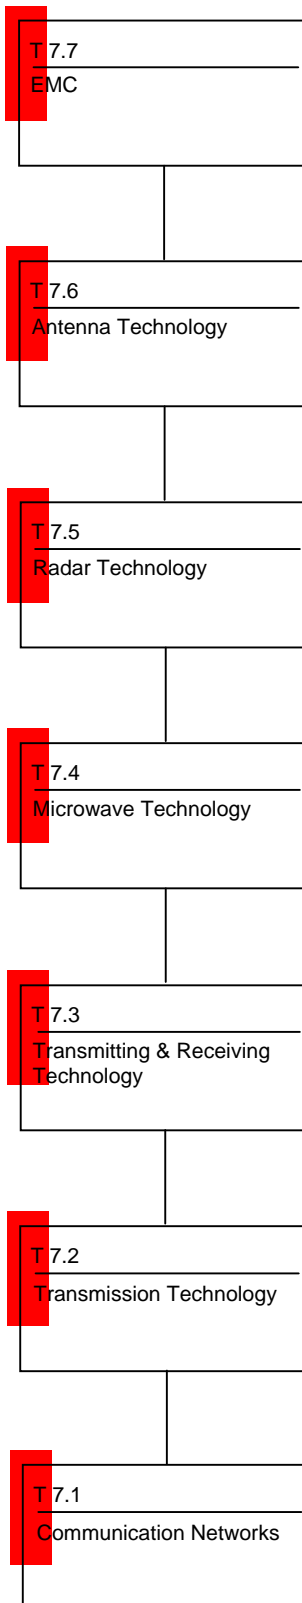 T 7.7
EMC
T 7.6
Antenna Technology
T 7.5
Radar Technology
T 7.4
Microwave Technology
T 7.3
Transmitting & Receiving
Technology
T 7.2
Transmission Technology
T 7.1
Communication Networks